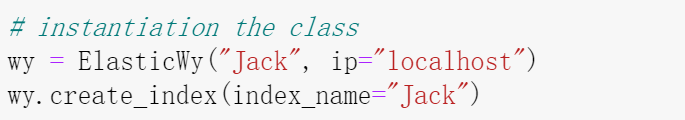 # instantiation the class
wy = ElasticWy("Jack", ip="localhost")
wy.create_index(index_name="Jack")